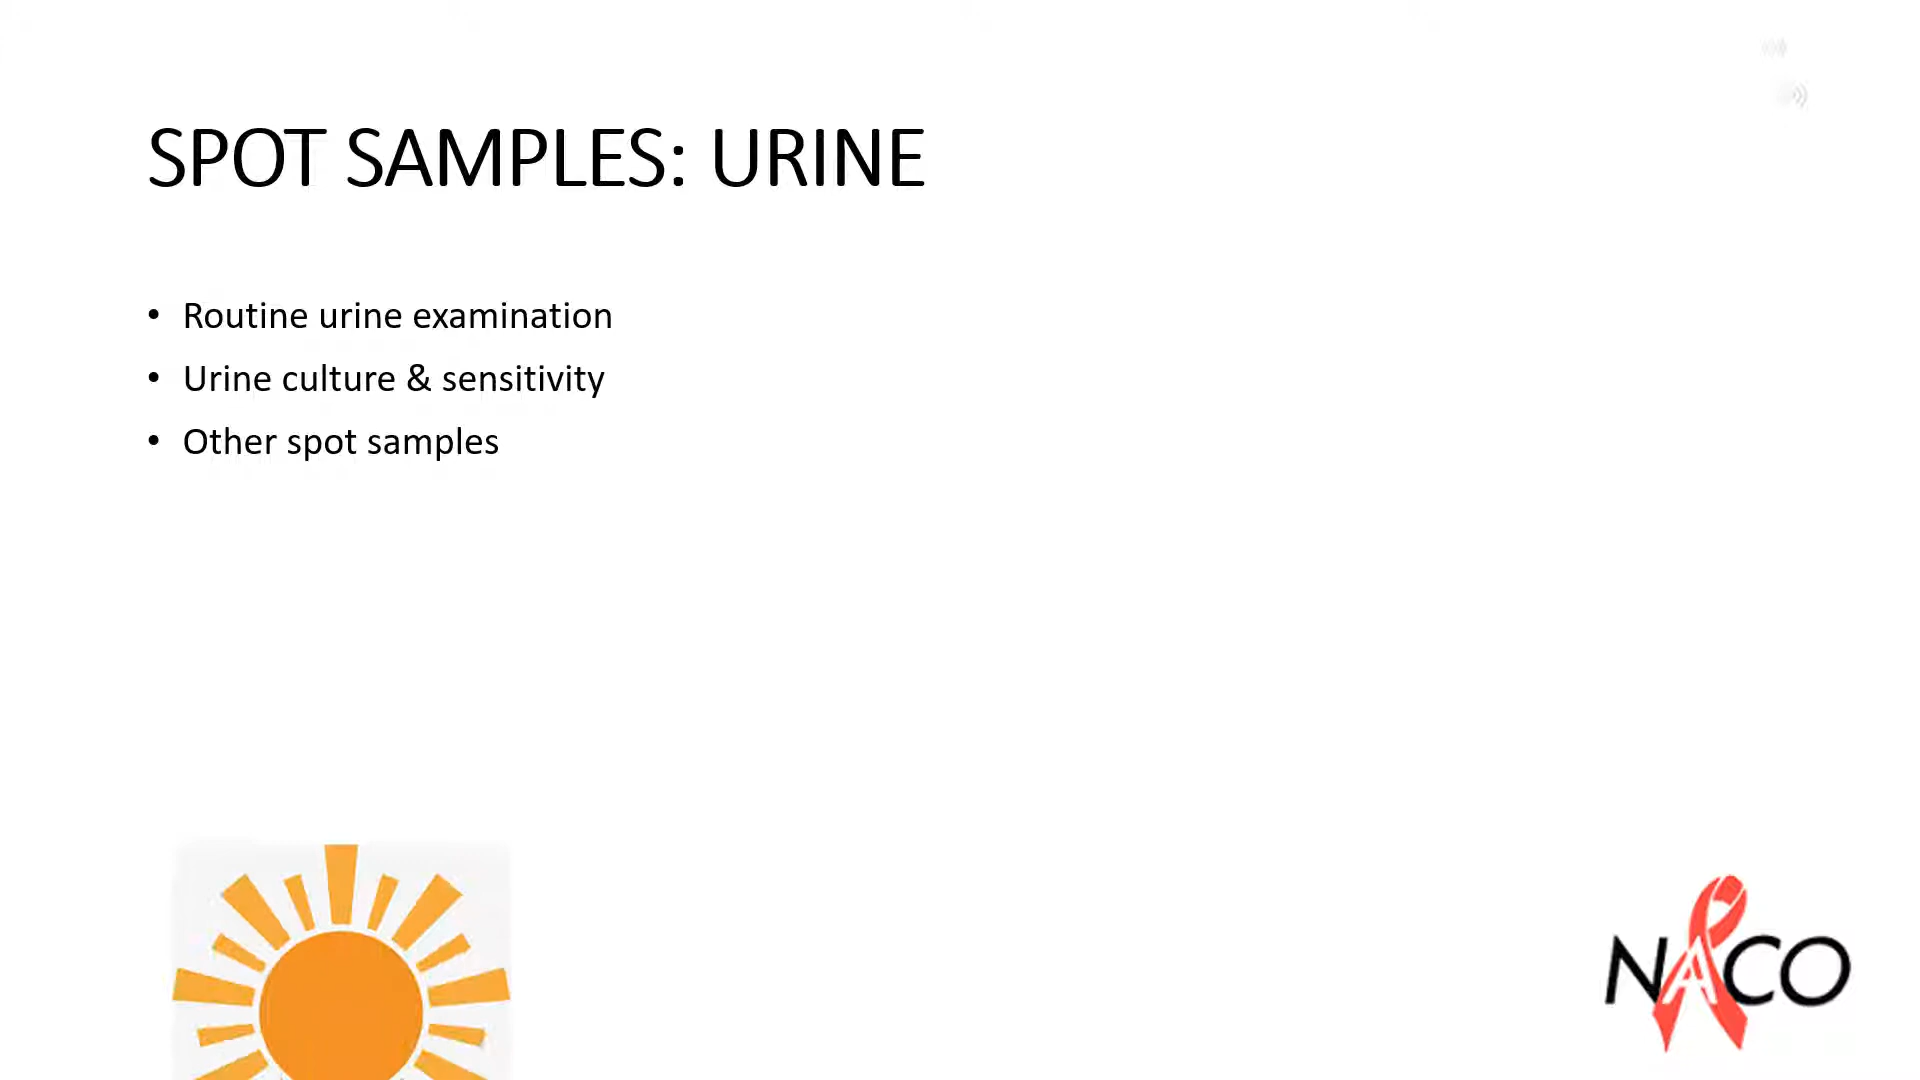 SPOT SAMPLES: URINE
• Routine urine examination
• Urine culture & sensitivity
• Other spot samples
NACO